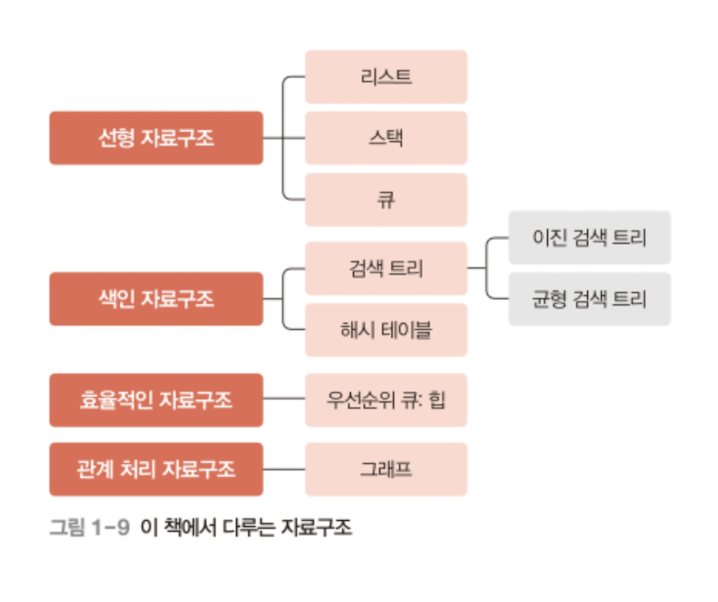 선형 자료구조
리스트
스택
큐
색인 자료구조
검색 트리
이진 검색 트리
균형 검색 트리
해시 테이블
효율적인 자료구조
우선순위 큐: 힙
관계 처리 자료구조
그래프
그림 1-9 이 책에서 다루는 자료구조